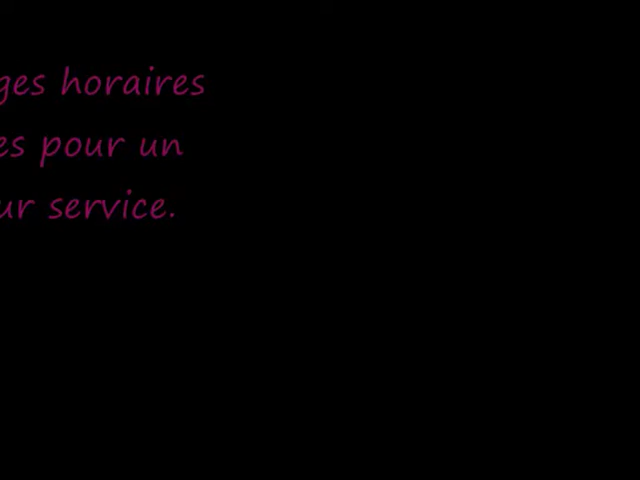 ges horaires
es pour un
ur service.